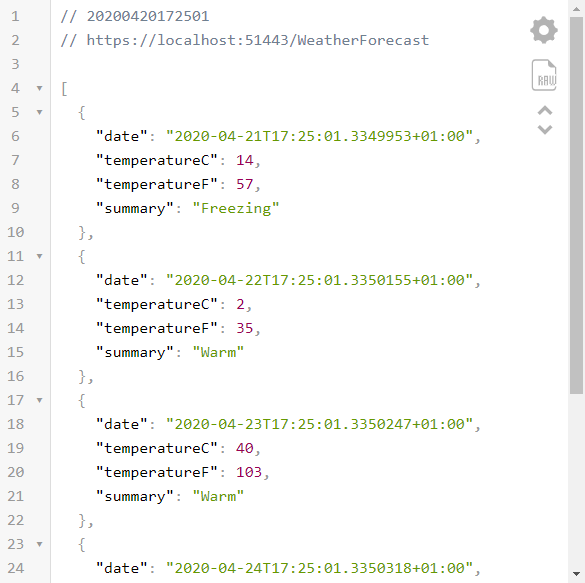 1 // 20200420172501
2 // https://localhost:51443/WeatherForecast
3
4 [
5 {
6 "date": "2020-04-21T17:25:01.3349953+01:00",
7 "temperatureC": 14,
8 "temperatureF": 57,
9 "summary": "Freezing"
10 },
11 {
12 "date": "2020-04-22T17:25:01.3350155+01:00",
13 "temperatureC": 2,
14 "temperatureF": 35,
15 "summary": "Warm"
16 },
17 {
18 "date": "2020-04-23T17:25:01.3350247+01:00",
19 "temperatureC": 40,
20 "temperatureF": 103,
21 "summary": "Warm"
22 },
23 {
24 "date": "2020-04-24T17:25:01.3350318+01:00",
RAW